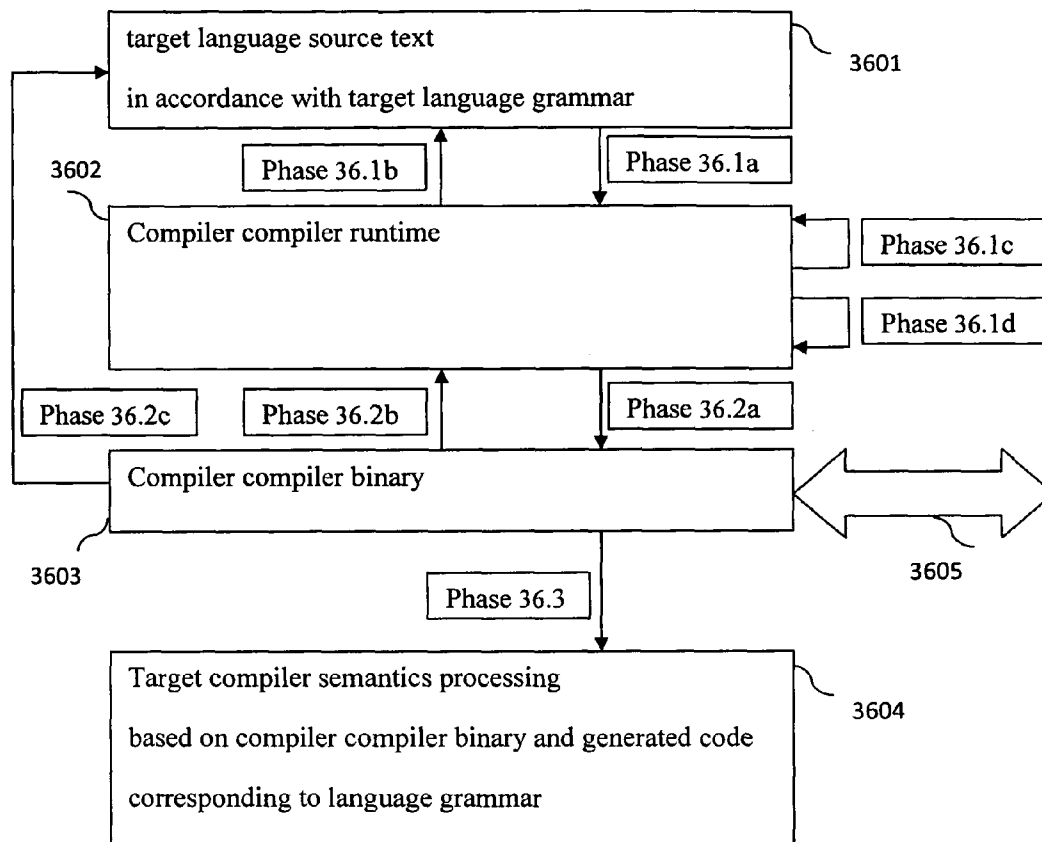 target language source text
in accordance with target language grammar
3601
Phase 36.1b
Phase 36.1a
3602
Compiler compiler runtime
Phase 36.1c
Phase 36.1d
Phase 36.2c
Phase 36.2b
Phase 36.2a
Compiler compiler binary
3603
3605
Phase 36.3
Target compiler semantics processing
based on compiler compiler binary and generated code
corresponding to language grammar
3604